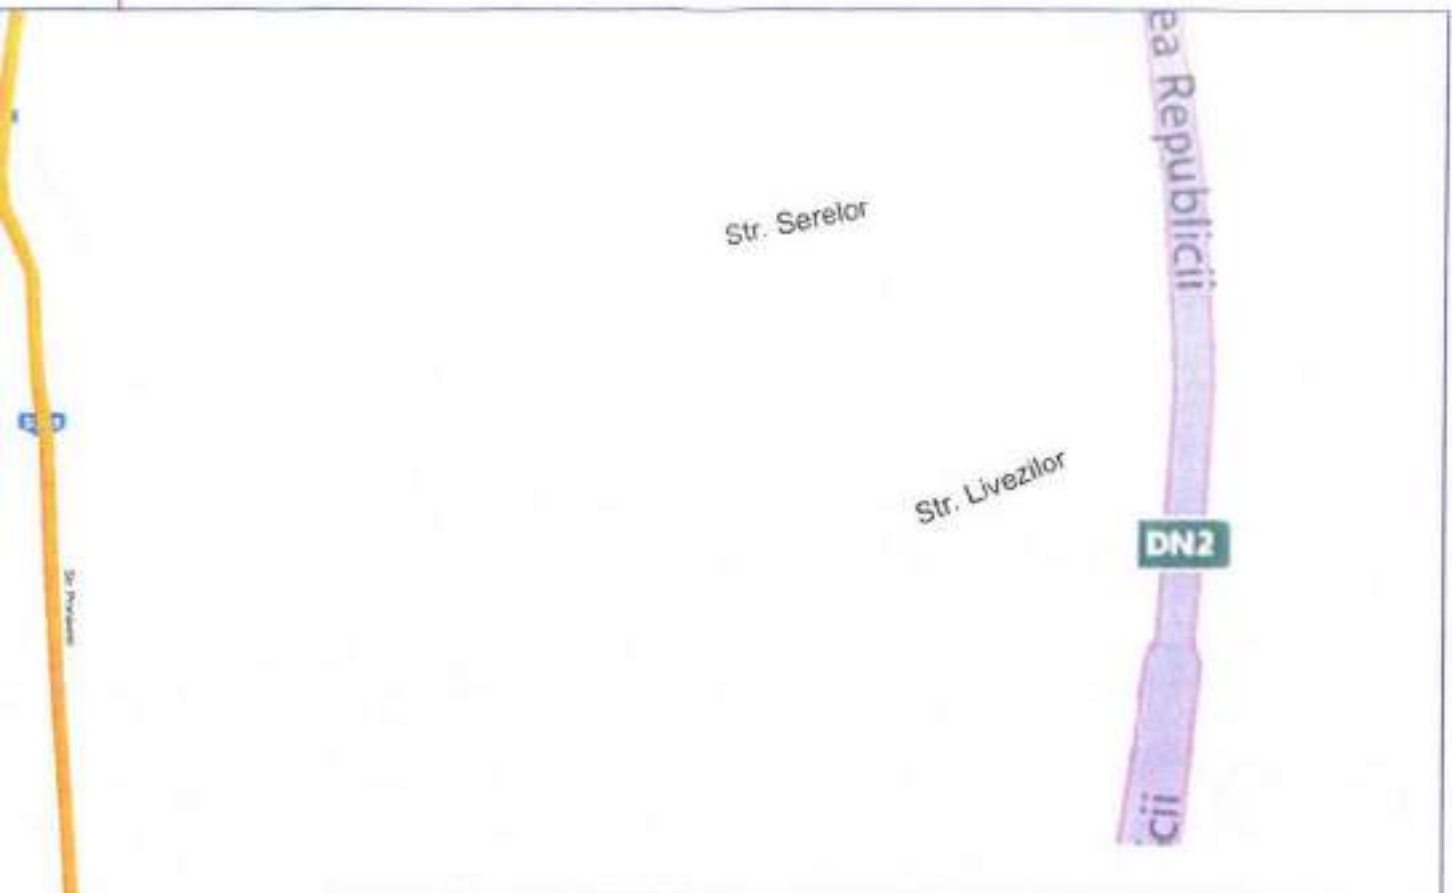 ea Republicii
Str. Serelor
Str. Livezilor
DN2
cii